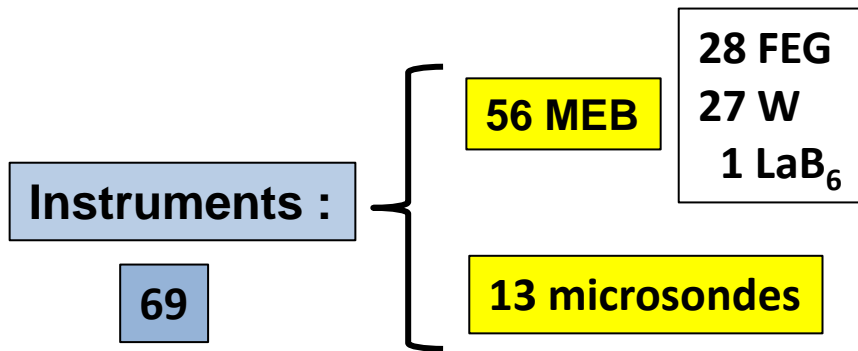 Instruments :
69
56 MEB
28 FEG
27 W
1 LaB₆
13 microsondes